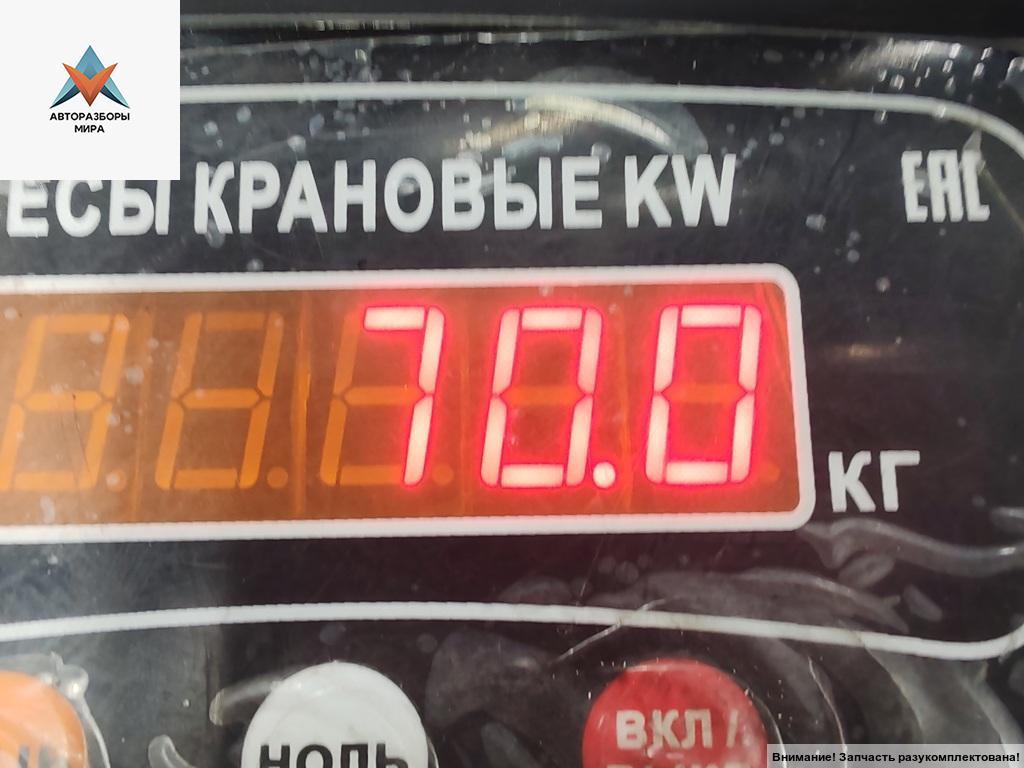 АВТОРАЗБОРЫ
МИРА
ЕСЫ КРАНОВЫЕ KW
EAC
70.0
КГ
НОЛЬ
ВКЛ /
Внимание! Запчасть разукомплектована!